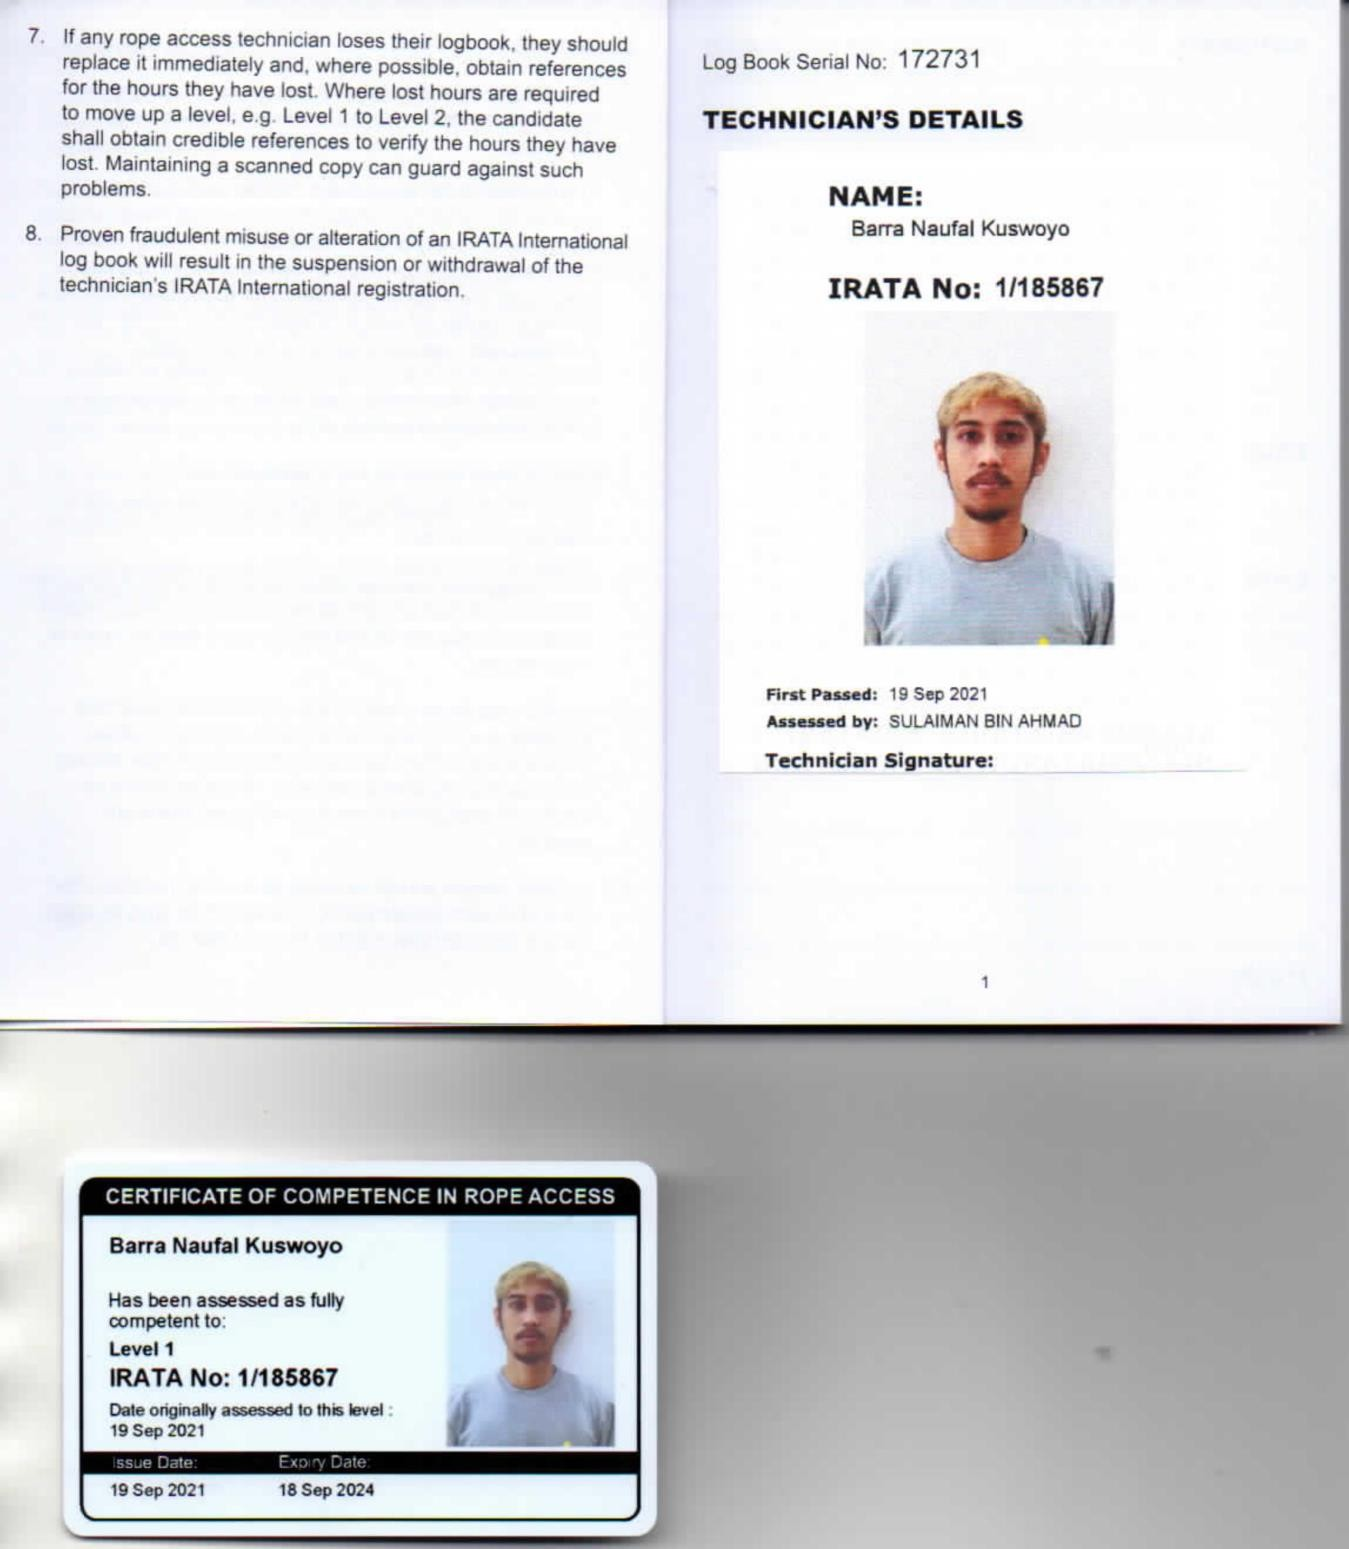 7. If any rope access technician loses their logbook, they should
replace it immediately and, where possible, obtain references
for the hours they have lost. Where lost hours are required
to move up a level, e.g. Level 1 to Level 2, the candidate
shall obtain credible references to verify the hours they have
lost. Maintaining a scanned copy can guard against such
problems.
8. Proven fraudulent misuse or alteration of an IRATA International
log book will result in the suspension or withdrawal of the
technician's IRATA International registration.
Log Book Serial No: 172731
TECHNICIAN'S DETAILS
NAME:
Barra Naufal Kuswoyo
IRATA No: 1/185867
First Passed: 19 Sep 2021
Assessed by: SULAIMAN BIN AHMAD
Technician Signature:
1
CERTIFICATE OF COMPETENCE IN ROPE ACCESS
Barra Naufal Kuswoyo
Has been assessed as fully
competent to:
Level 1
IRATA No: 1/185867
Date originally assessed to this level :
19 Sep 2021
Issue Date: Expiry Date:
19 Sep 2021 18 Sep 2024